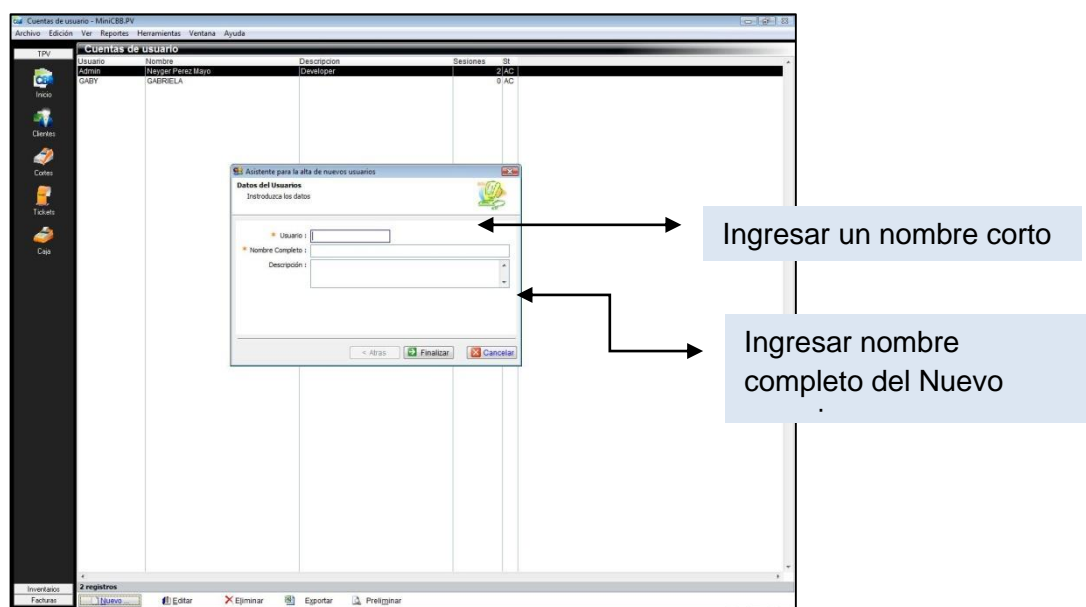 Cuentas de usuario - MiniCBB.PV
Archivo Edición Ver Reportes Herramientas Ventana Ayuda
TPV
Cuentas de usuario
Usuario Nombre Descripcion Sesiones St
Admin Neyger Perez Mayo Developer 2 AC
GABY GABRIELA 0 AC
Inicio
Clientes
Cortes
Tickets
Caja
Asistente para la alta de nuevos usuarios
Datos del Usuarios
Instroduzca los datos
* Usuario :
* Nombre Completo :
Descripción :
< Atras Finalizar Cancelar
Ingresar un nombre corto
Ingresar nombre
completo del Nuevo
2 registros
Inventarios
Facturas
Nuevo ... Editar Eliminar Exportar Preliminar